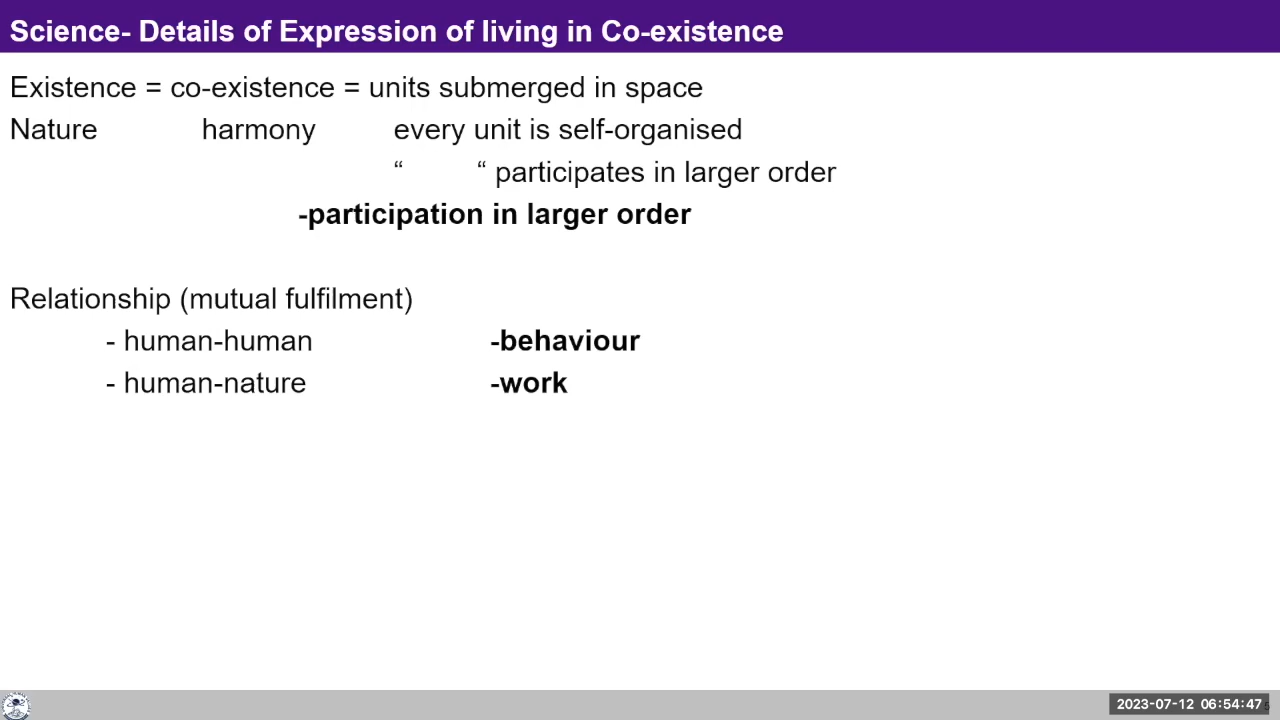 Science- Details of Expression of living in Co-existence
Existence = co-existence = units submerged in space
Nature harmony every unit is self-organised
“ “ participates in larger order
-participation in larger order
Relationship (mutual fulfilment)
- human-human -behaviour
- human-nature -work
2023-07-12 06:54:47
5